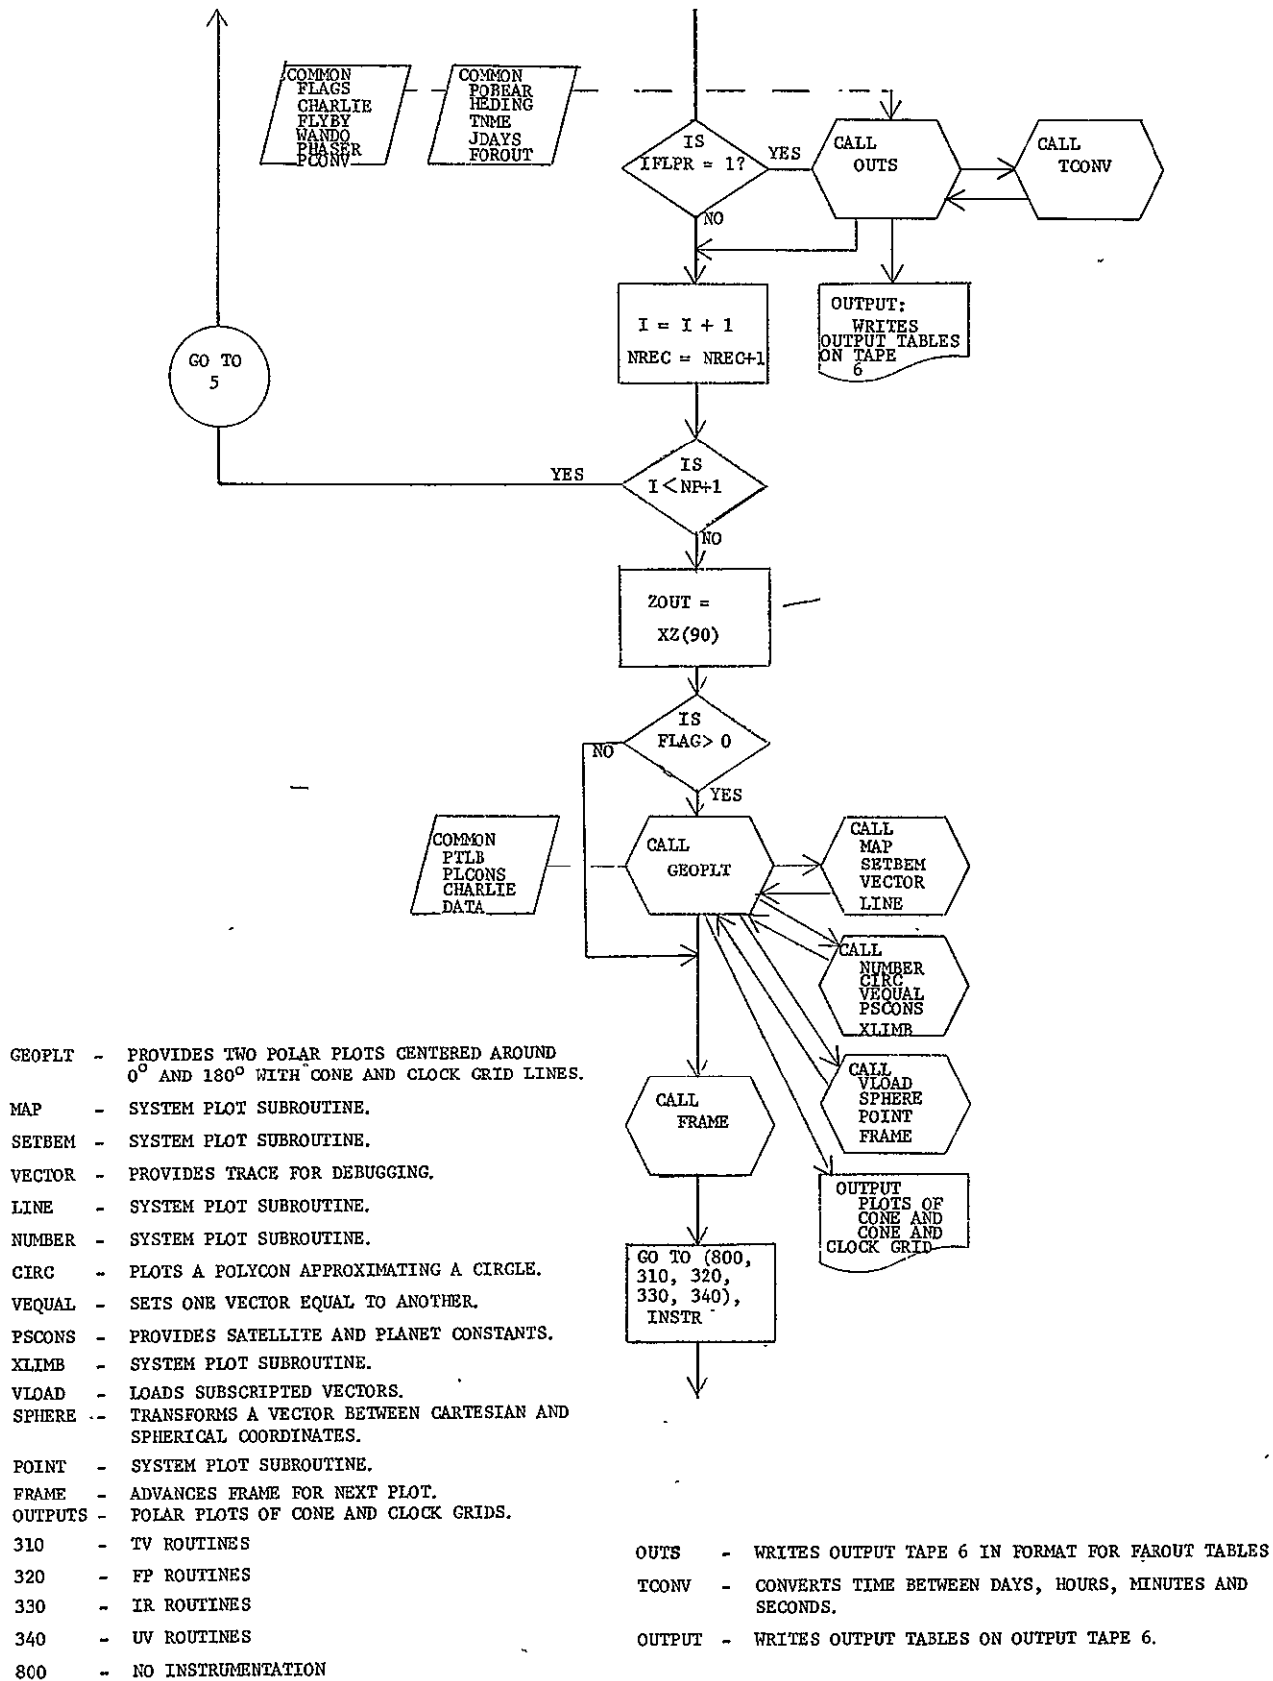 COMMON
FLAGS
CHARLIE
FLYBY
WANDO
PHASER
PCONV
COMMON
POBEAR
HEDING
TNME
JDAYS
FOROUT
IS
IFLPR = 1?
YES
NO
CALL
OUTS
CALL
TCONV
OUTPUT:
WRITES
OUTPUT TABLES
ON TAPE
6
I = I + 1
NREC = NREC+1
GO TO
5
YES
IS
I < NP+1
NO
ZOUT =
XZ(90)
IS
FLAG> 0
NO
YES
COMMON
PTLB
PLCONS
CHARLIE
DATA
CALL
GEOPLT
CALL
MAP
SETBEM
VECTOR
LINE
CALL
NUMBER
CIRC
VEQUAL
PSCONS
XLIMB
CALL
VLOAD
SPHERE
POINT
FRAME
CALL
FRAME
OUTPUT
PLOTS OF
CONE AND
CONE AND
CLOCK GRID
GO TO (800,
310, 320,
330, 340),
INSTR
GEOPLT - PROVIDES TWO POLAR PLOTS CENTERED AROUND
0° AND 180° WITH CONE AND CLOCK GRID LINES.
MAP - SYSTEM PLOT SUBROUTINE.
SETBEM - SYSTEM PLOT SUBROUTINE.
VECTOR - PROVIDES TRACE FOR DEBUGGING.
LINE - SYSTEM PLOT SUBROUTINE.
NUMBER - SYSTEM PLOT SUBROUTINE.
CIRC - PLOTS A POLYCON APPROXIMATING A CIRCLE.
VEQUAL - SETS ONE VECTOR EQUAL TO ANOTHER.
PSCONS - PROVIDES SATELLITE AND PLANET CONSTANTS.
XLIMB - SYSTEM PLOT SUBROUTINE.
VLOAD - LOADS SUBSCRIPTED VECTORS.
SPHERE - TRANSFORMS A VECTOR BETWEEN CARTESIAN AND
SPHERICAL COORDINATES.
POINT - SYSTEM PLOT SUBROUTINE.
FRAME - ADVANCES FRAME FOR NEXT PLOT.
OUTPUTS - POLAR PLOTS OF CONE AND CLOCK GRIDS.
310 - TV ROUTINES
320 - FP ROUTINES
330 - IR ROUTINES
340 - UV ROUTINES
800 - NO INSTRUMENTATION
OUTS - WRITES OUTPUT TAPE 6 IN FORMAT FOR FAROUT TABLES
TCONV - CONVERTS TIME BETWEEN DAYS, HOURS, MINUTES AND
SECONDS.
OUTPUT - WRITES OUTPUT TABLES ON OUTPUT TAPE 6.